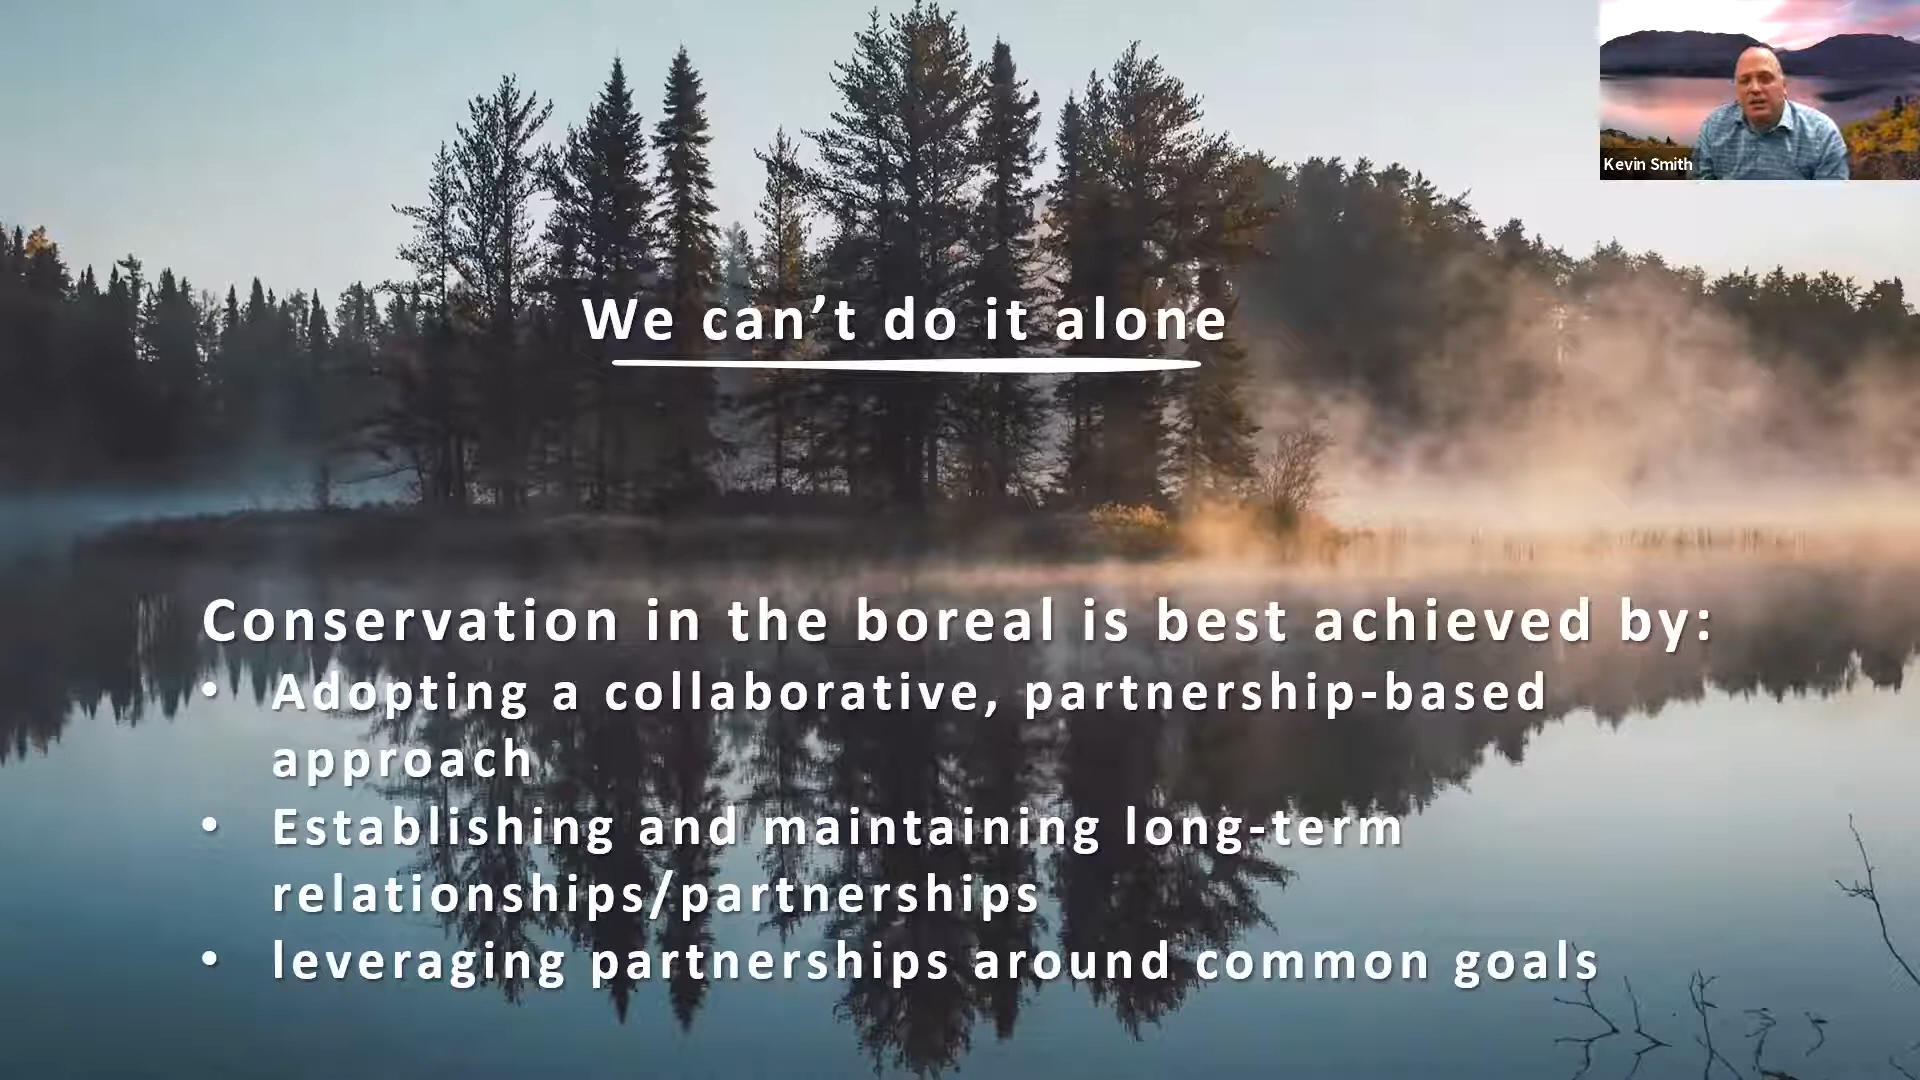 Kevin Smith
We can’t do it alone
Conservation in the boreal is best achieved by:
• Adopting a collaborative, partnership-based
approach
• Establishing and maintaining long-term
relationships/partnerships
• leveraging partnerships around common goals